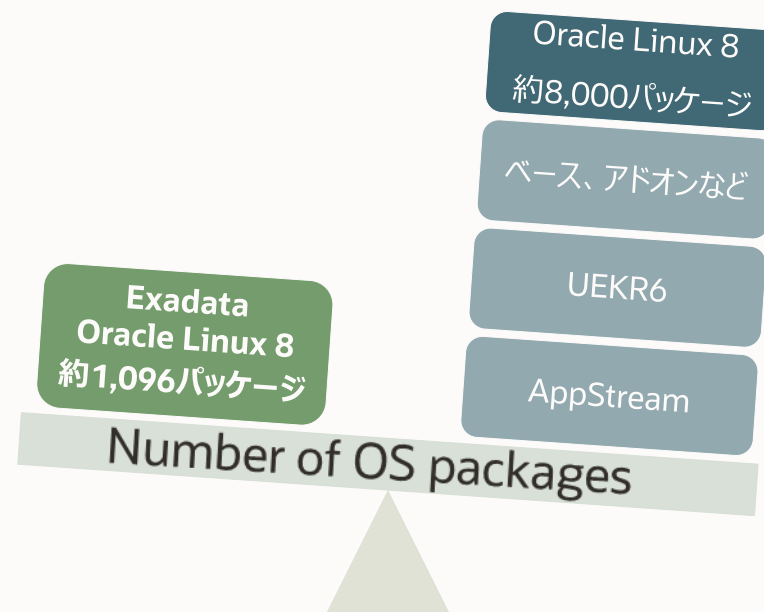 Oracle Linux 8
約8,000パッケージ
ベース、アドオンなど
UEKR6
AppStream
Exadata
Oracle Linux 8
約1,096パッケージ
Number of OS packages